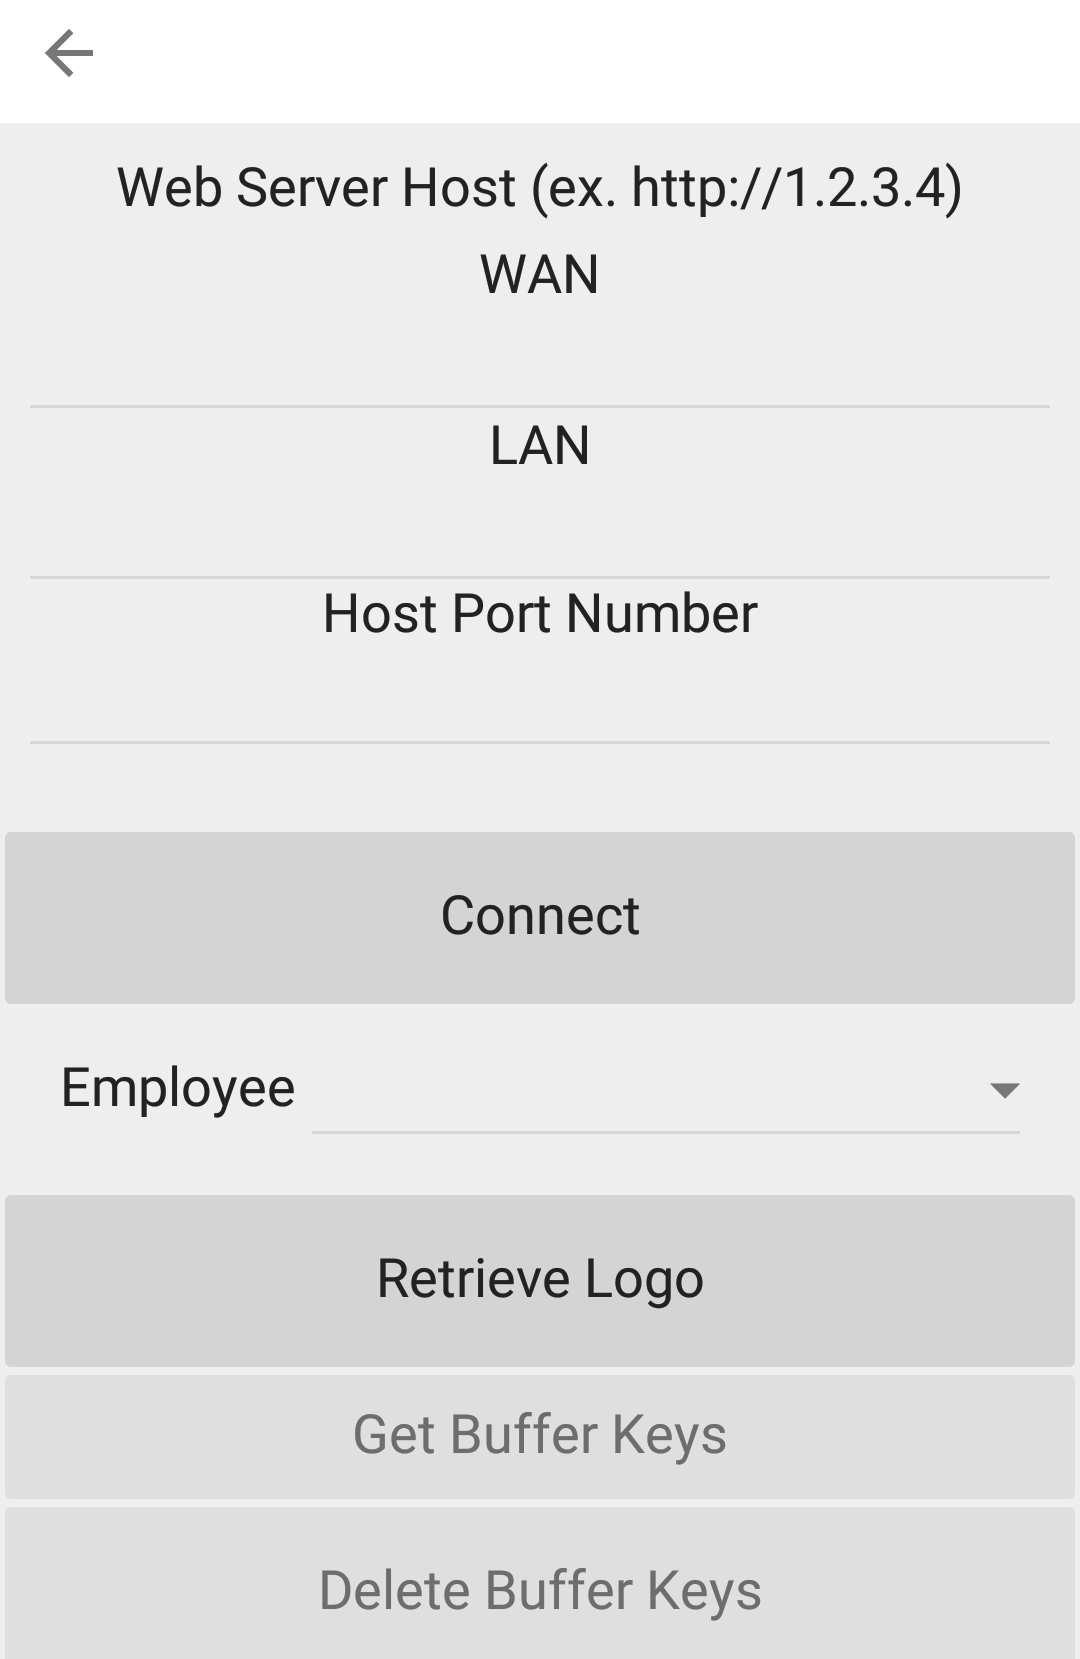 Web Server Host (ex. http://1.2.3.4)
WAN
LAN
Host Port Number
Connect
Employee
Retrieve Logo
Get Buffer Keys
Delete Buffer Keys